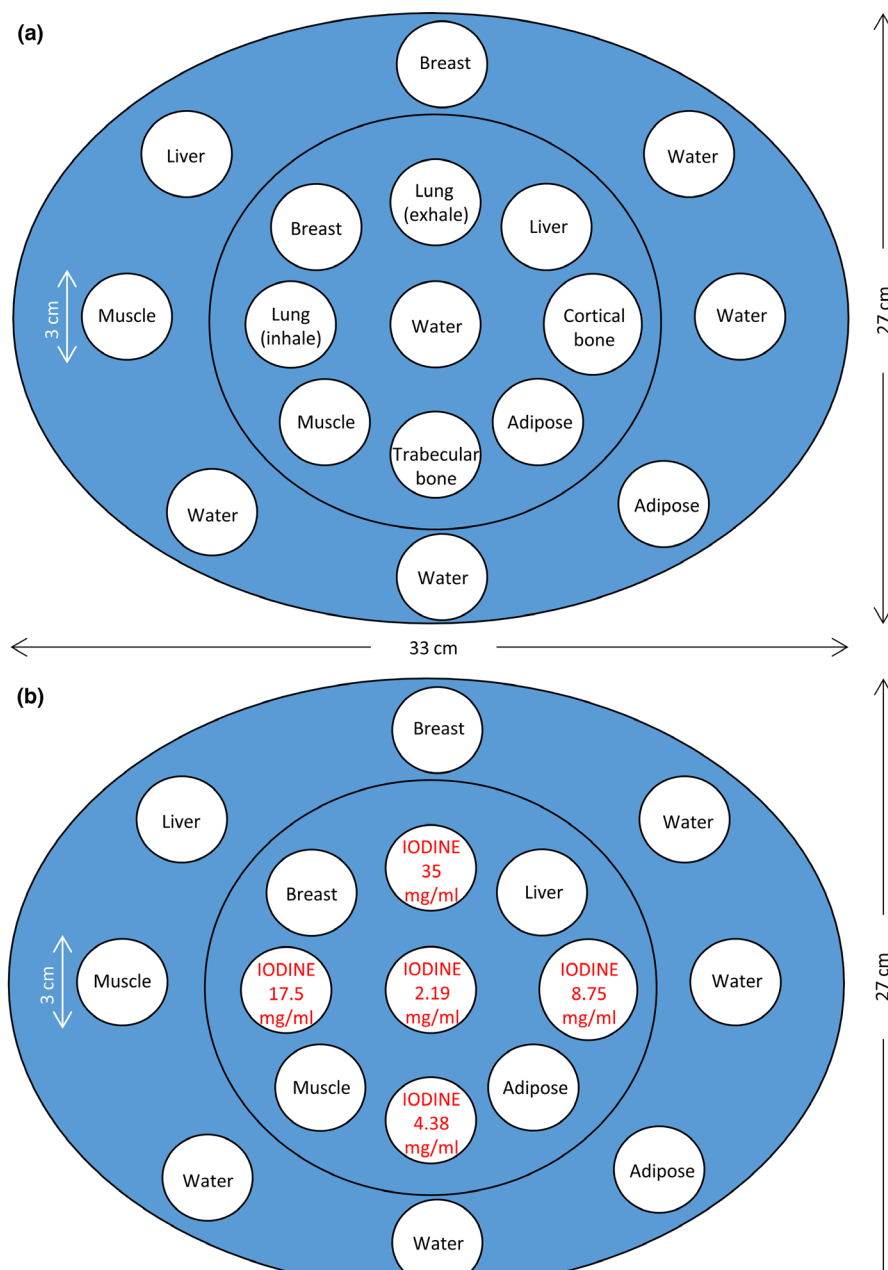 (a)
Breast
Liver
Water
Lung
(exhale)
Breast
Liver
3 cm
Muscle
Lung
(inhale)
Water
Cortical
bone
Water
27 cm
Muscle
Adipose
Trabecular
bone
Water
Adipose
Water
33 cm
(b)
Breast
Liver
Water
IODINE
35
mg/ml
Breast
Liver
3 cm
Muscle
IODINE
17.5
mg/ml
IODINE
2.19
mg/ml
IODINE
8.75
mg/ml
Water
27 cm
Muscle
Adipose
IODINE
4.38
mg/ml
Water
Adipose
Water